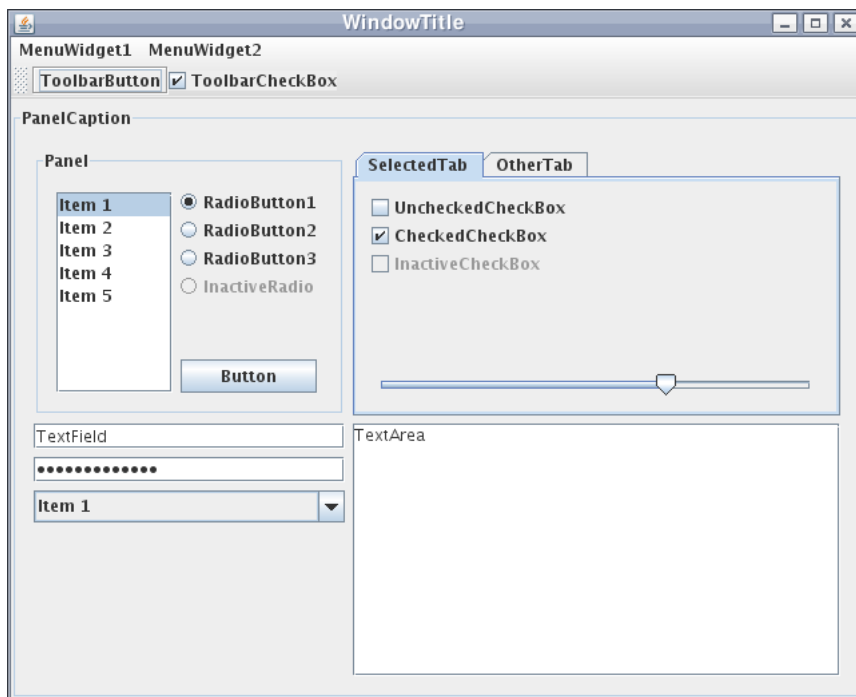 WindowTitle
MenuWidget1 MenuWidget2
ToolbarButton ToolbarCheckBox
PanelCaption
Panel
Item 1
Item 2
Item 3
Item 4
Item 5
RadioButton1
RadioButton2
RadioButton3
InactiveRadio
Button
SelectedTab OtherTab
UncheckedCheckBox
CheckedCheckBox
InactiveCheckBox
TextField
•••••••••••••
Item 1
TextArea